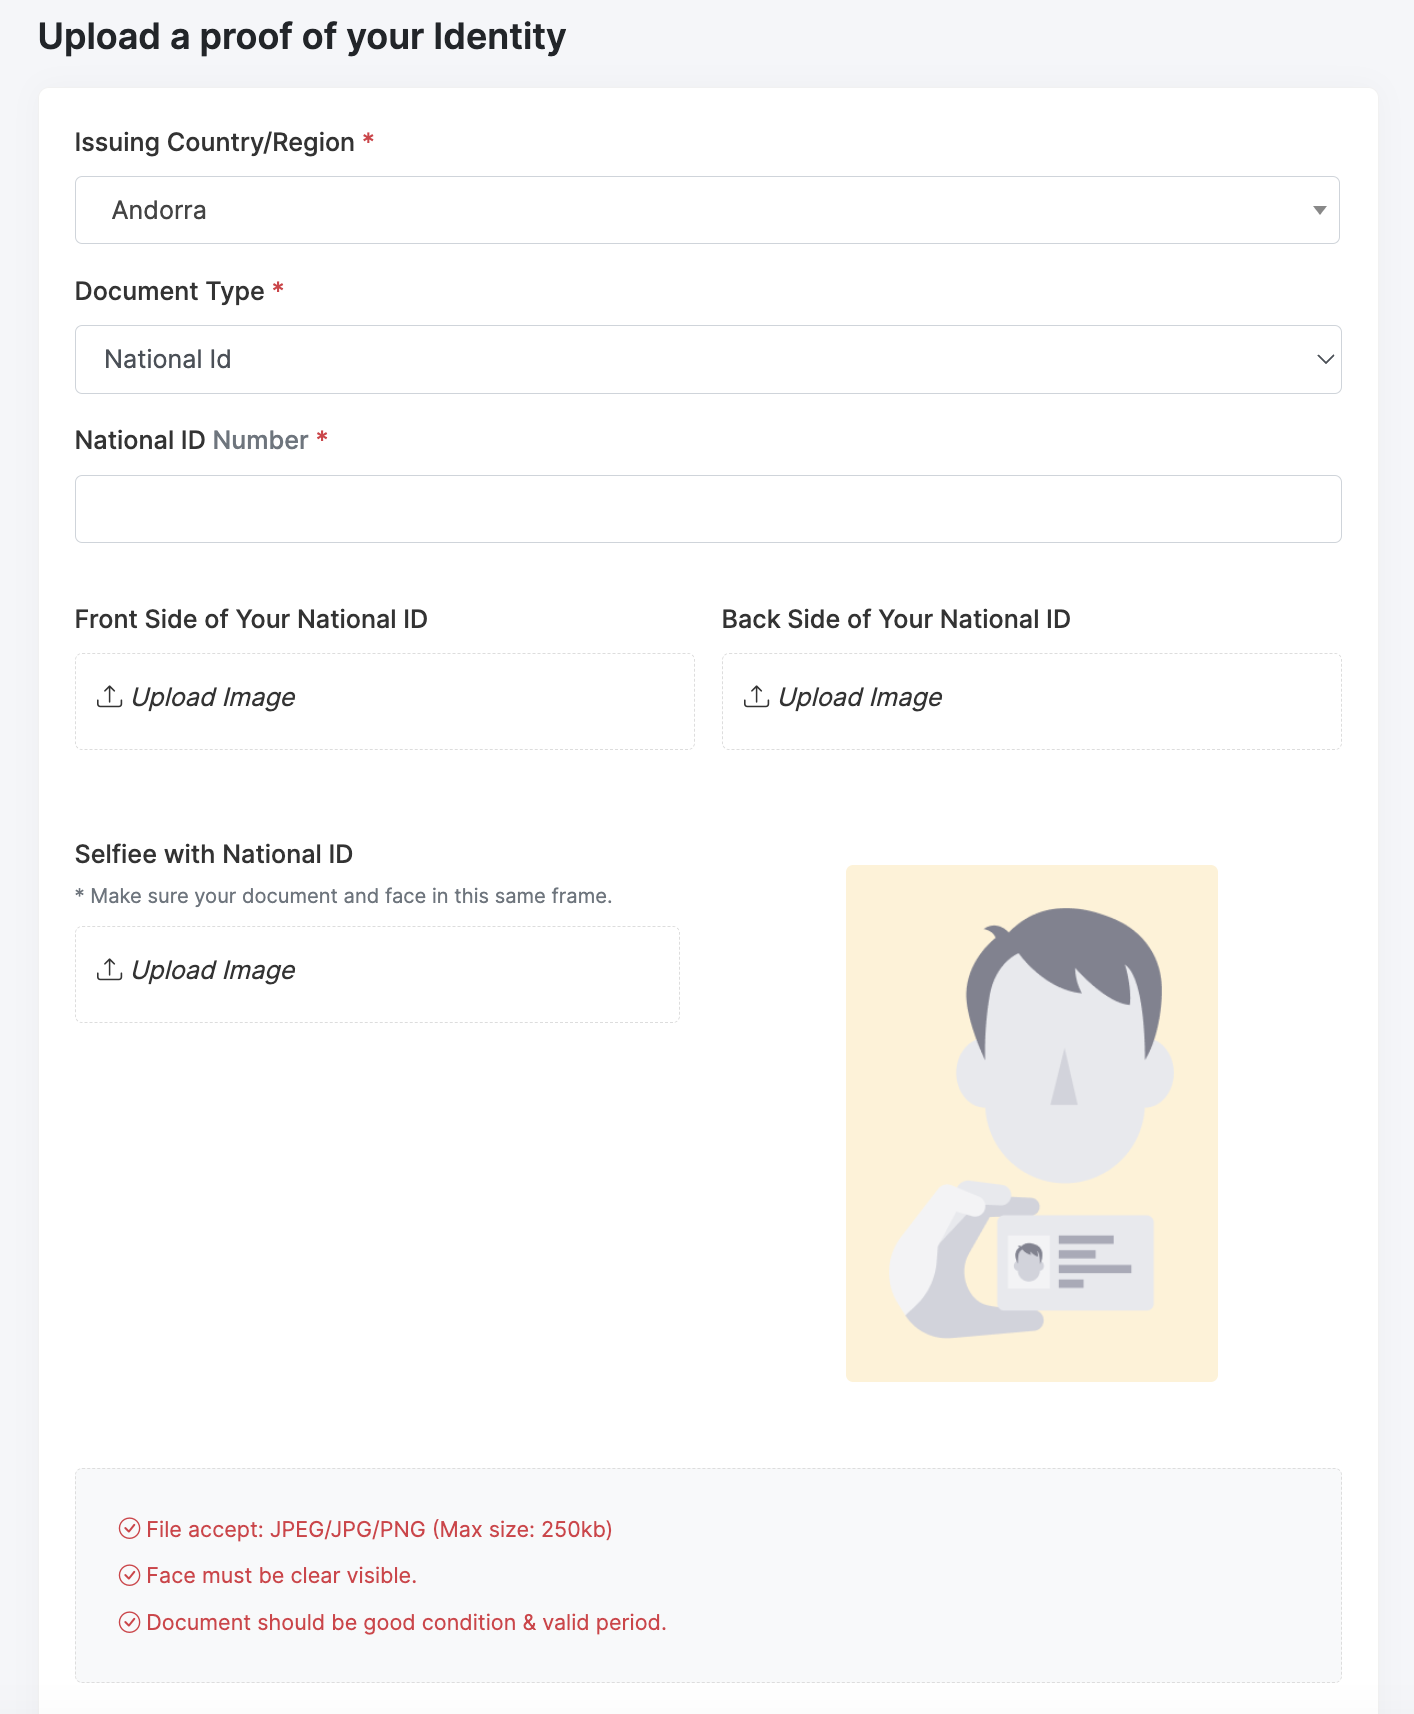 Upload a proof of your Identity
Issuing Country/Region *
Andorra
Document Type *
National Id
National ID Number *
Front Side of Your National ID
Back Side of Your National ID
Upload Image
Upload Image
Selfiee with National ID
* Make sure your document and face in this same frame.
Upload Image
File accept: JPEG/JPG/PNG (Max size: 250kb)
Face must be clear visible.
Document should be good condition & valid period.